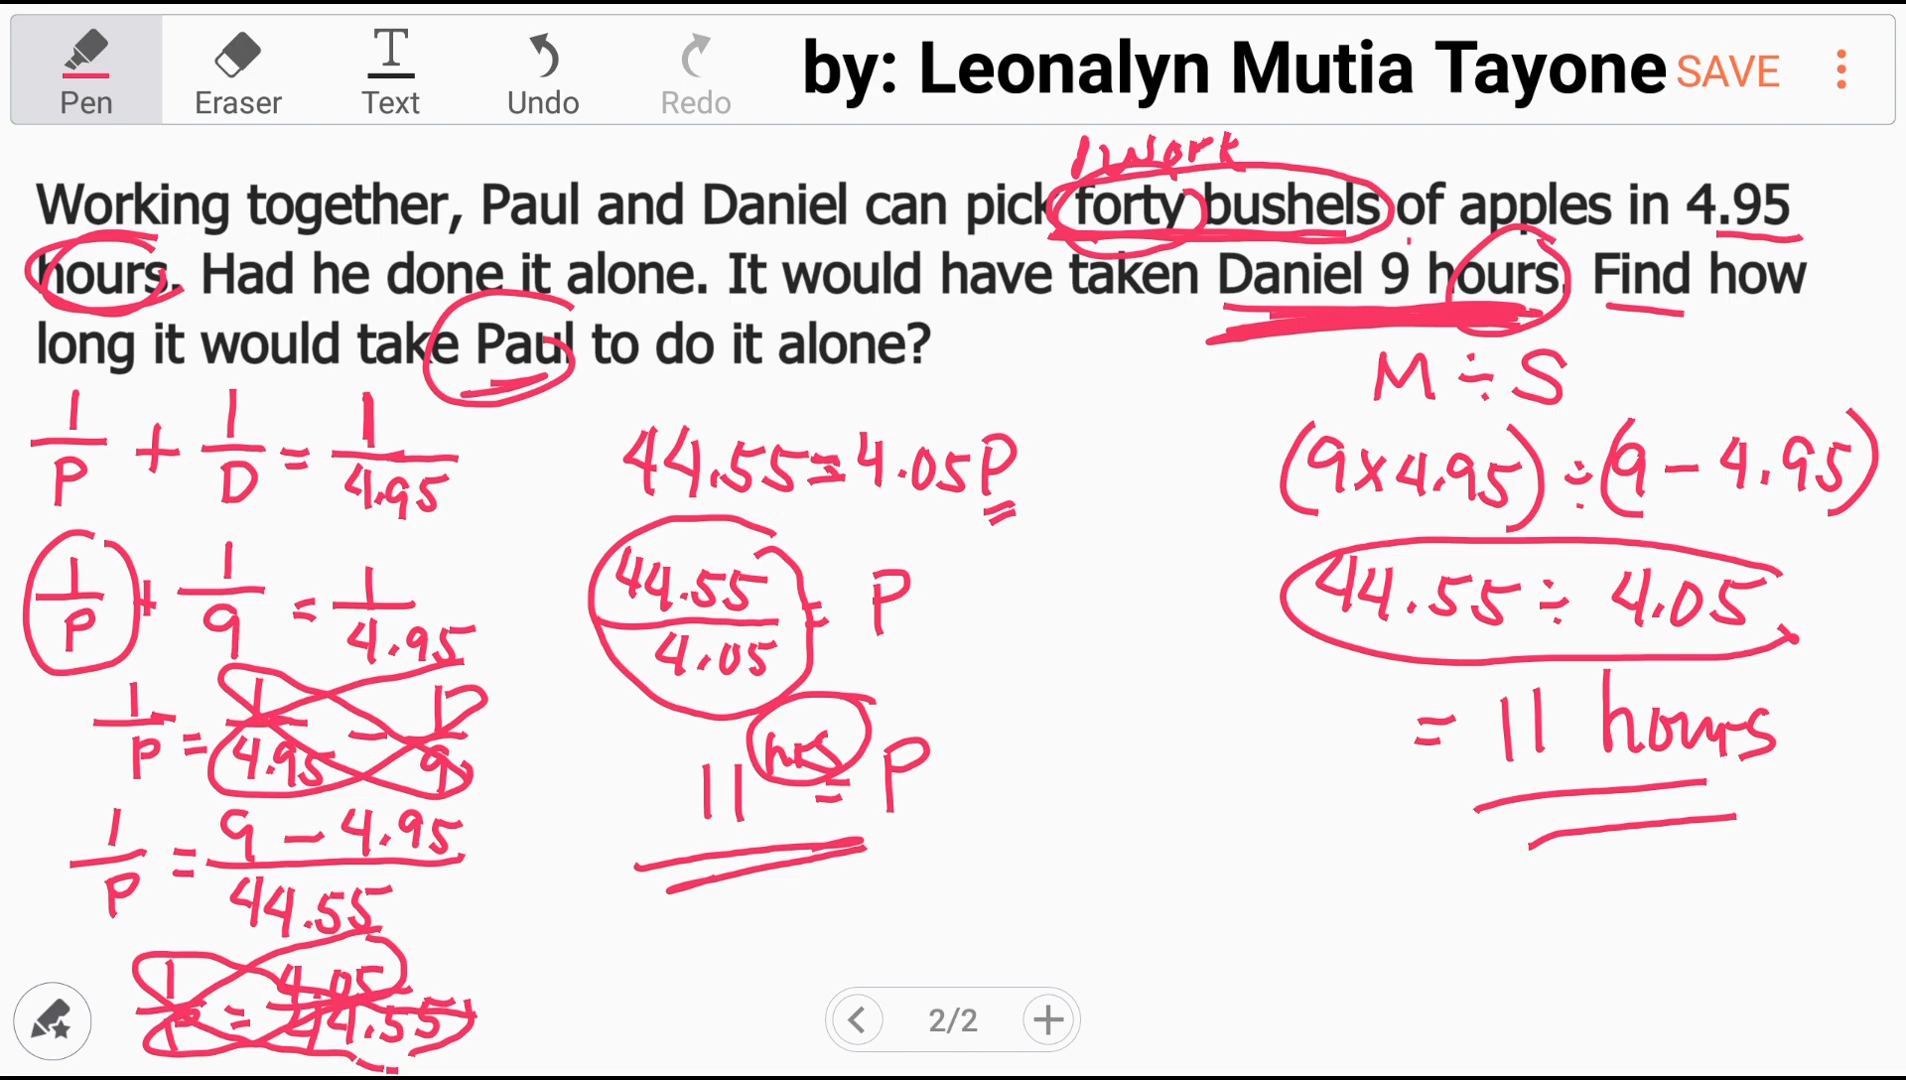 Pen
Eraser
Text
Undo
Redo
by: Leonalyn Mutia Tayone
SAVE
1 work
Working together, Paul and Daniel can pick forty bushels of apples in 4.95
hours. Had he done it alone. It would have taken Daniel 9 hours. Find how
long it would take Paul to do it alone?
1/P + 1/D = 1/4.95
1/P + 1/9 = 1/4.95
1/P = 1/4.95 - 1/9
1/P = 9 - 4.95/44.55
1/P = 4.05/44.55
44.55 = 4.05P
44.55/4.05 = P
11 hrs = P
M ÷ S
(9 x 4.95) ÷ (9 - 4.95)
44.55 ÷ 4.05
= 11 hours
2/2